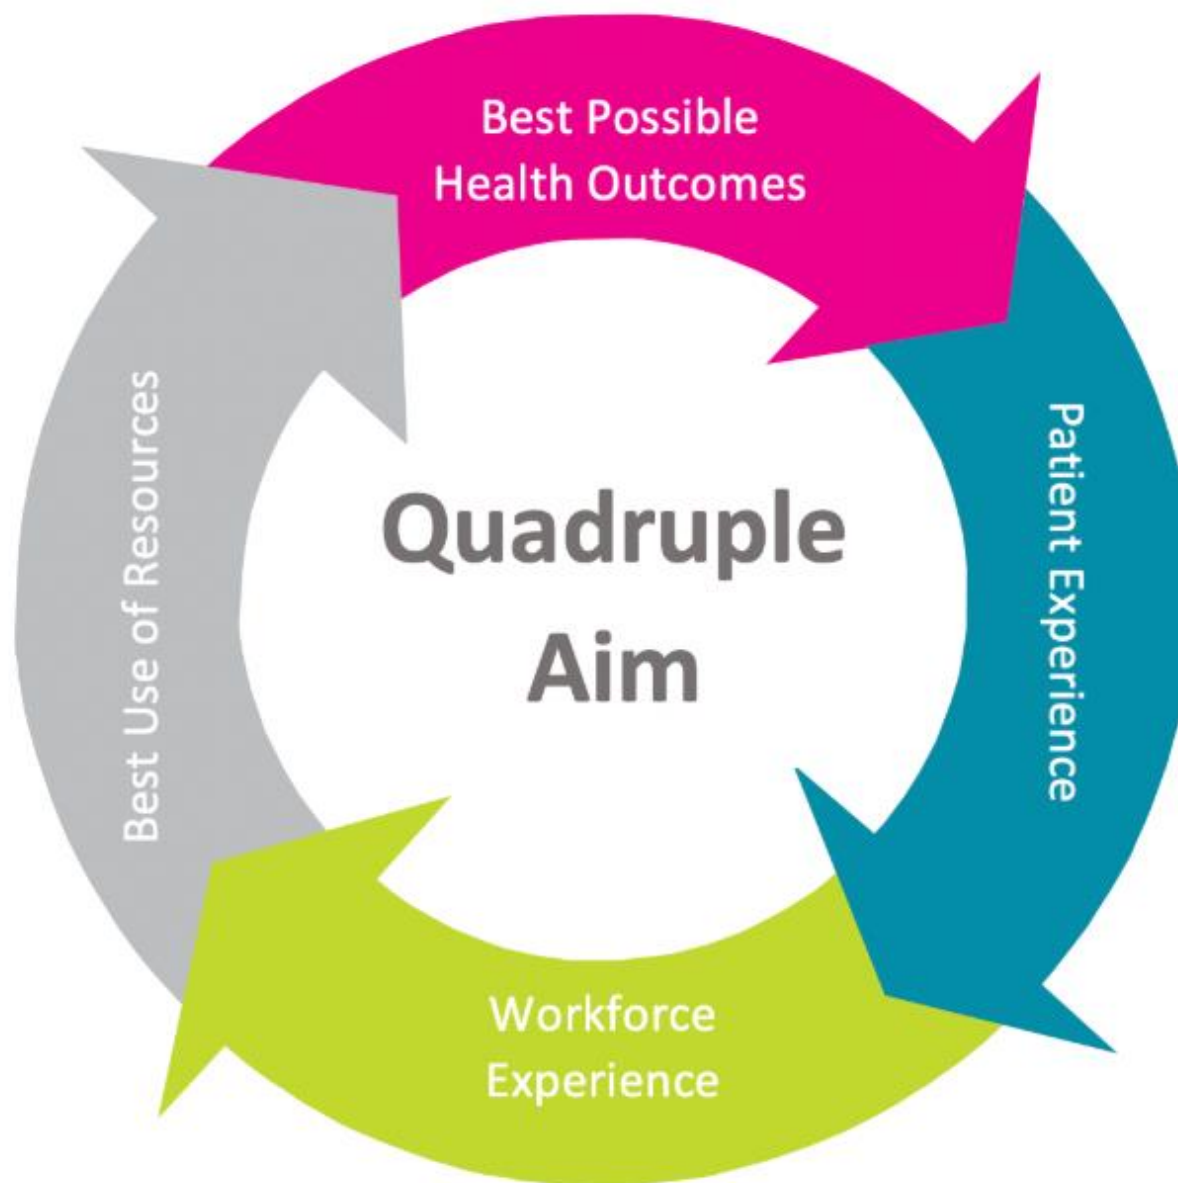 Best Possible
Health Outcomes
Patient Experience
Quadruple
Aim
Workforce
Experience
Best Use of Resources